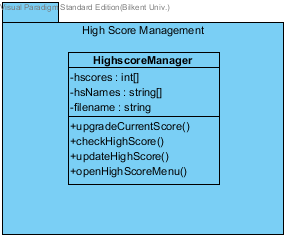 Visual Paradigm Standard Edition(Bilkent Univ.)
High Score Management
HighscoreManager
-hscores : int[]
-hsNames : string[]
-filename : string
+upgradeCurrentScore()
+checkHighScore()
+updateHighScore()
+openHighScoreMenu()